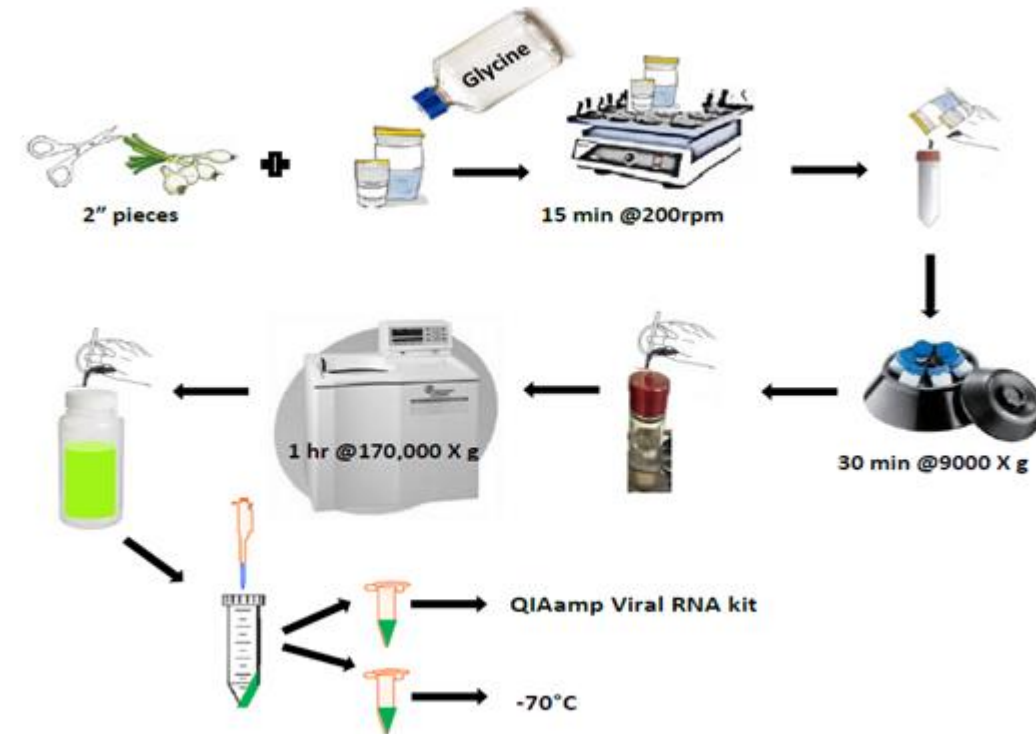 Glycine
2” pieces
15 min @200rpm
30 min @9000 X g
1 hr @170,000 X g
QIAamp Viral RNA kit
-70°C